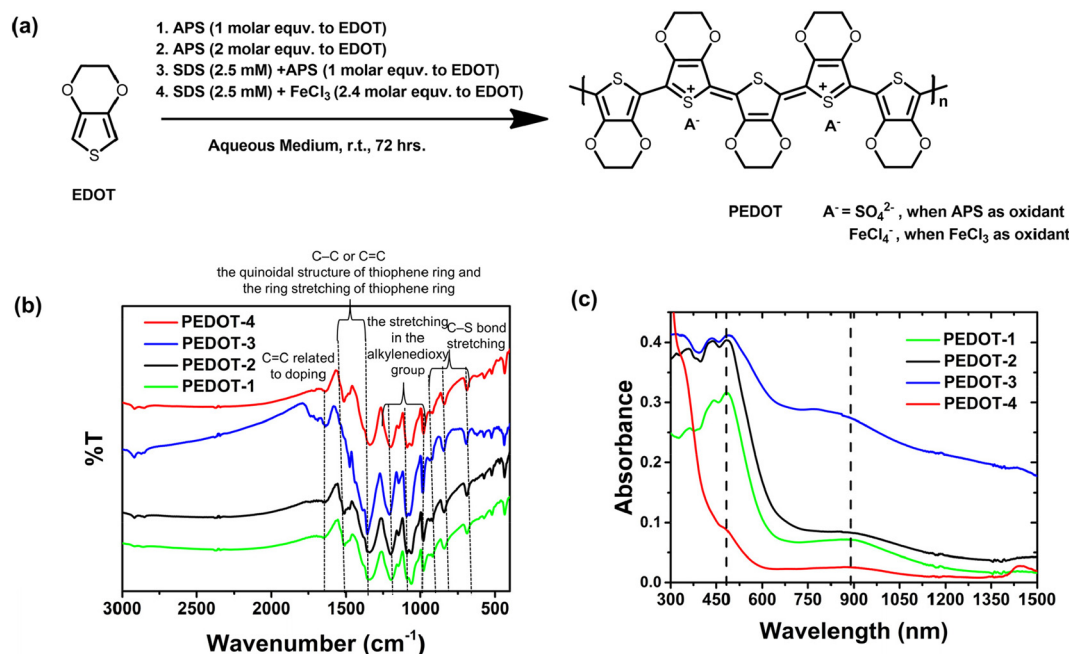 (a)
1. APS (1 molar equv. to EDOT)
2. APS (2 molar equv. to EDOT)
3. SDS (2.5 mM) +APS (1 molar equv. to EDOT)
4. SDS (2.5 mM) + FeCl₃ (2.4 molar equv. to EDOT)
Aqueous Medium, r.t., 72 hrs.
O O
S
EDOT
O O O O
S S⁺ S S⁺ S
n
A⁻ A⁻
O O O O O O
PEDOT
A⁻ = SO₄²⁻ , when APS as oxidant
FeCl₄⁻ , when FeCl₃ as oxidant
(b)
C–C or C=C
the quinoidal structure of thiophene ring and
the ring stretching of thiophene ring
PEDOT-4
PEDOT-3
PEDOT-2
PEDOT-1
C=C related
to doping
the stretching
in the
alkylenedioxy
group
C–S bond
stretching
%T
3000 2500 2000 1500 1000 500
Wavenumber (cm⁻¹)
(c)
PEDOT-1
PEDOT-2
PEDOT-3
PEDOT-4
Absorbance
0.4
0.3
0.2
0.1
0.0
300 450 600 750 900 1050 1200 1350 1500
Wavelength (nm)